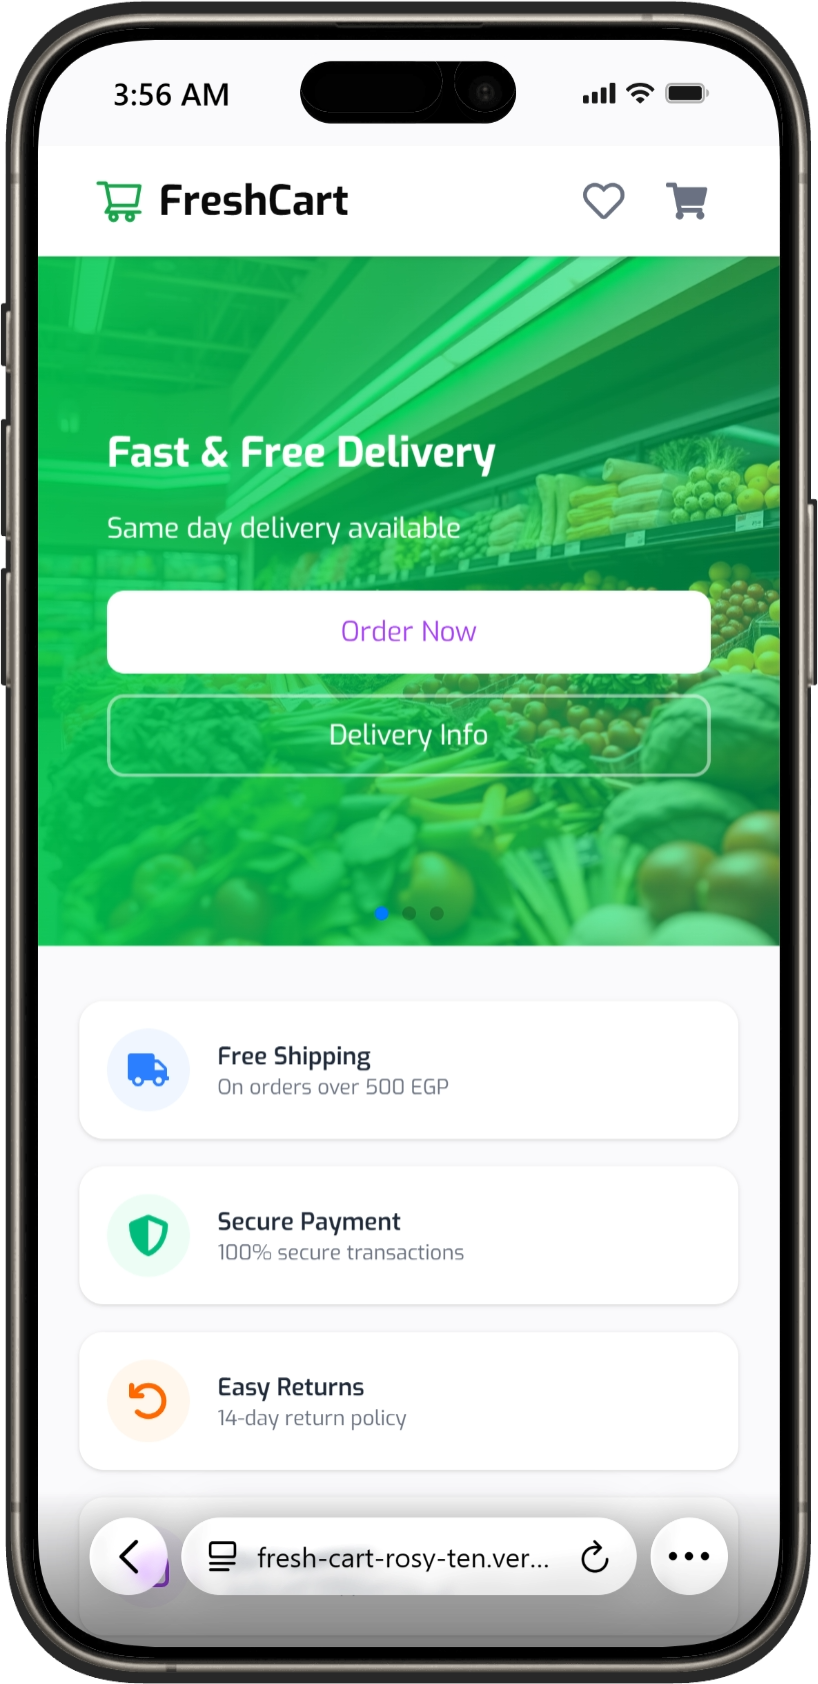 3:56 AM
FreshCart
Fast & Free Delivery
Same day delivery available
Order Now
Delivery Info
Free Shipping
On orders over 500 EGP
Secure Payment
100% secure transactions
Easy Returns
14-day return policy
fresh-cart-rosy-ten.ver...